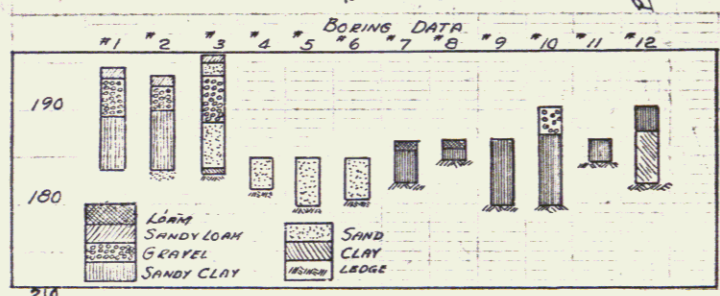 BORING DATA
#1 #2 #3 #4 #5 #6 #7 #8 #9 #10 #11 #12
190
180
LOAM
SANDY LOAM
GRAVEL
SANDY CLAY
SAND
CLAY
LEDGE
210